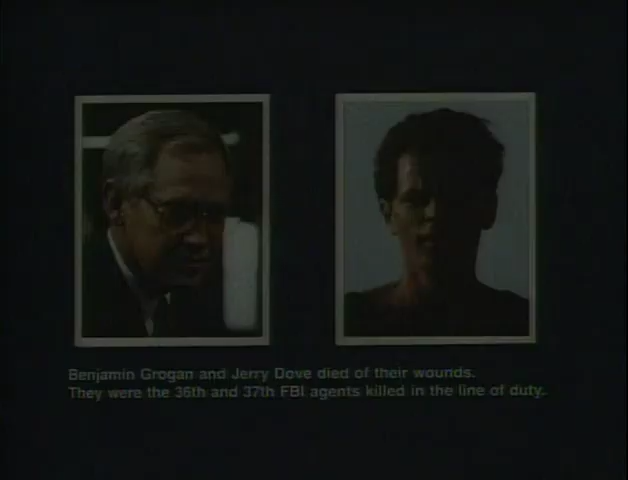 Benjamin Grogan and Jerry Dove died of their wounds.
They were the 36th and 37th FBI agents killed in the line of duty.